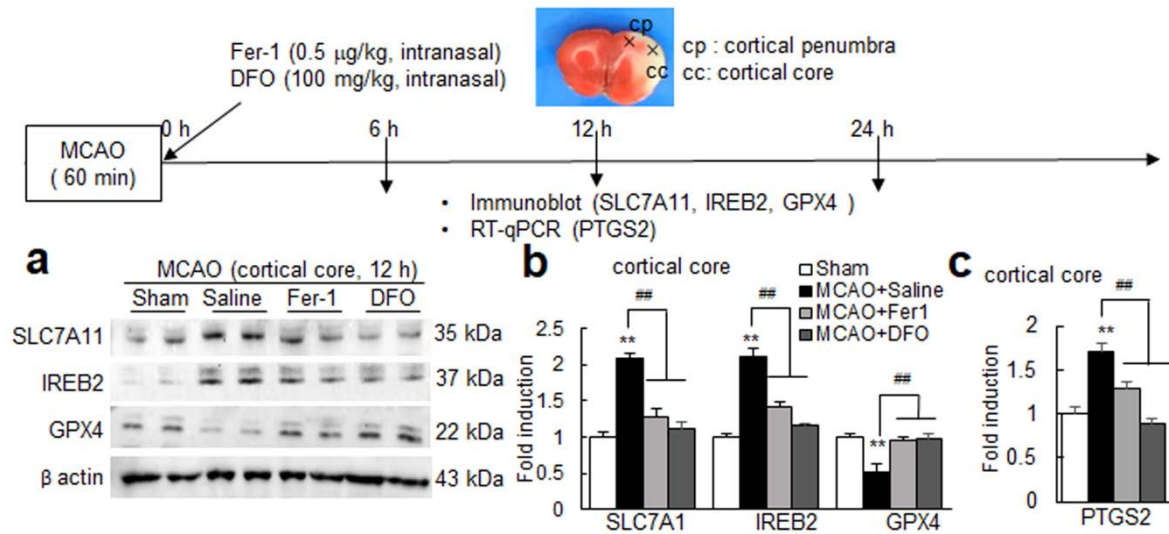 cp
cc
Fer-1 (0.5 μg/kg, intranasal)
DFO (100 mg/kg, intranasal)
cp : cortical penumbra
cc: cortical core
0 h
6 h
12 h
24 h
MCAO
( 60 min)
• Immunoblot (SLC7A11, IREB2, GPX4 )
• RT-qPCR (PTGS2)
a
MCAO (cortical core, 12 h)
Sham Saline Fer-1 DFO
SLC7A11 35 kDa
IREB2 37 kDa
GPX4 22 kDa
β actin 43 kDa
b
cortical core
Sham
MCAO+Saline
MCAO+Fer1
MCAO+DFO
Fold induction
2.5
2
1.5
1
0.5
0
##
**
##
**
##
**
SLC7A1 IREB2 GPX4
c
cortical core
Fold induction
2
1.5
1
0.5
0
##
**
PTGS2